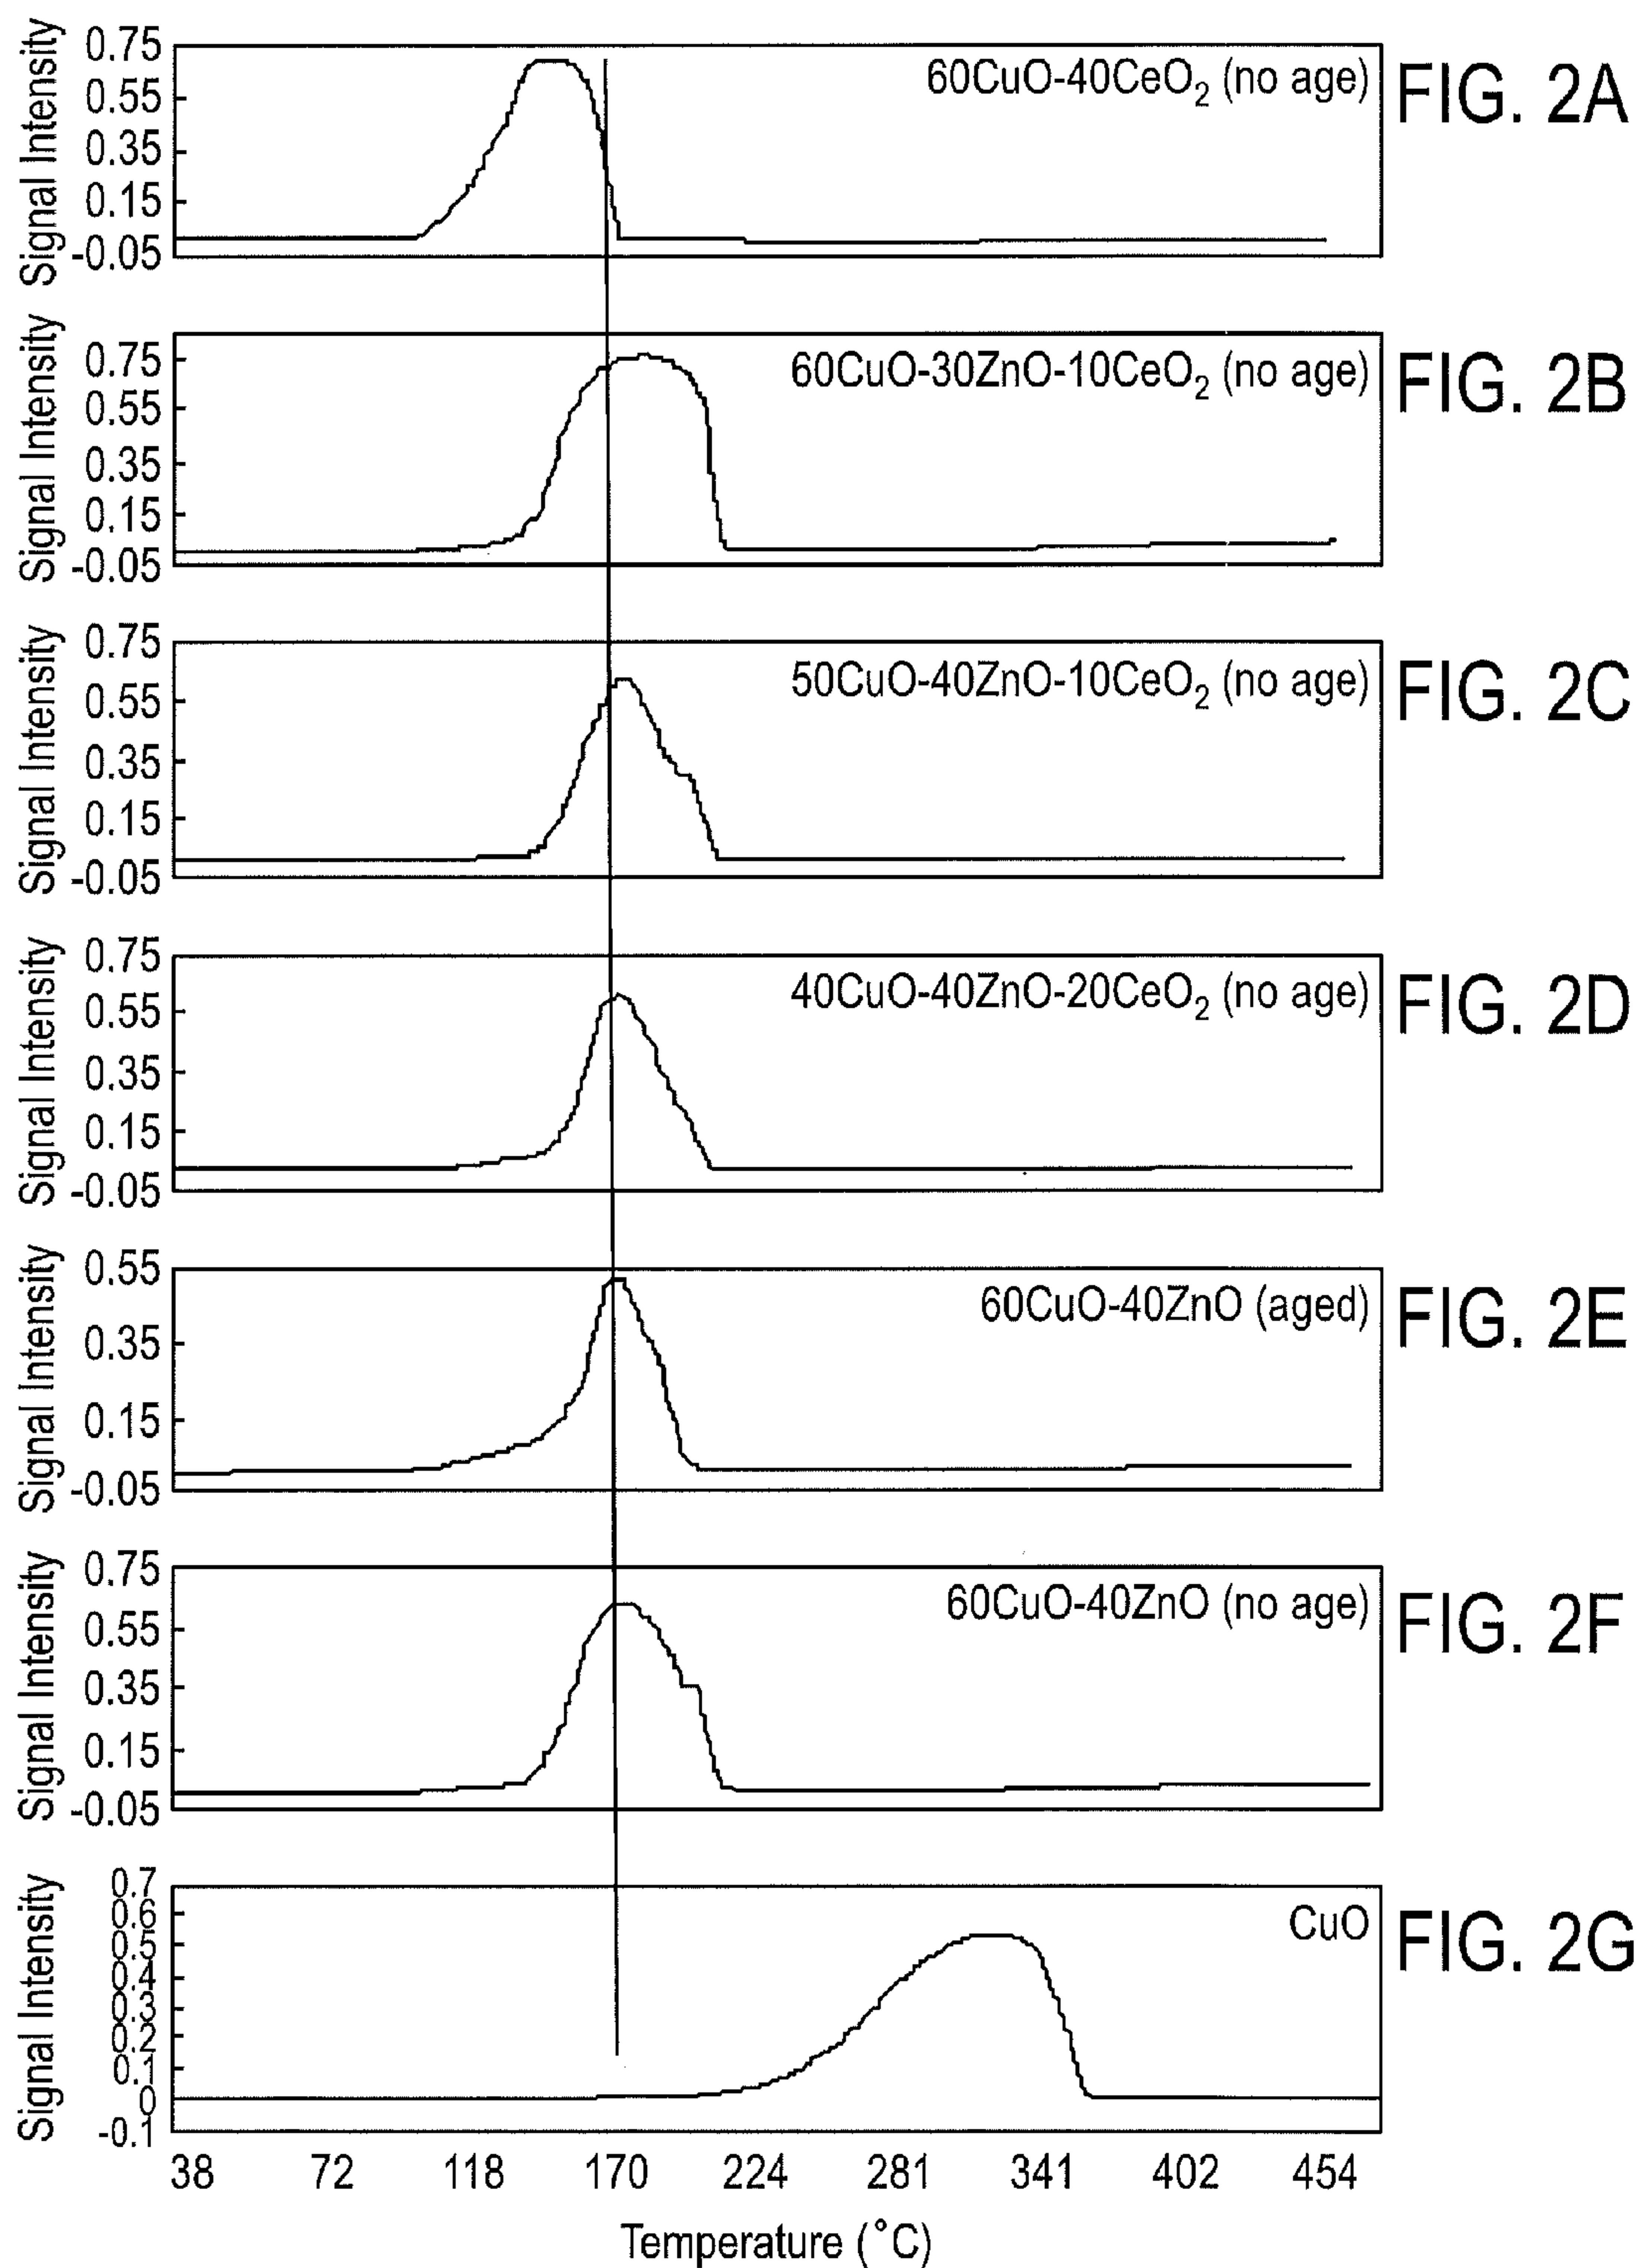 Signal Intensity
0.75
0.55
0.35
0.15
-0.05
60CuO-40CeO₂ (no age)
FIG. 2A
Signal Intensity
0.75
0.55
0.35
0.15
-0.05
60CuO-30ZnO-10CeO₂ (no age)
FIG. 2B
Signal Intensity
0.75
0.55
0.35
0.15
-0.05
50CuO-40ZnO-10CeO₂ (no age)
FIG. 2C
Signal Intensity
0.75
0.55
0.35
0.15
-0.05
40CuO-40ZnO-20CeO₂ (no age)
FIG. 2D
Signal Intensity
0.55
0.35
0.15
-0.05
60CuO-40ZnO (aged)
FIG. 2E
Signal Intensity
0.75
0.55
0.35
0.15
-0.05
60CuO-40ZnO (no age)
FIG. 2F
Signal Intensity
0.7
0.6
0.5
0.4
0.3
0.2
0.1
0
-0.1
CuO
FIG. 2G
38 72 118 170 224 281 341 402 454
Temperature (°C)